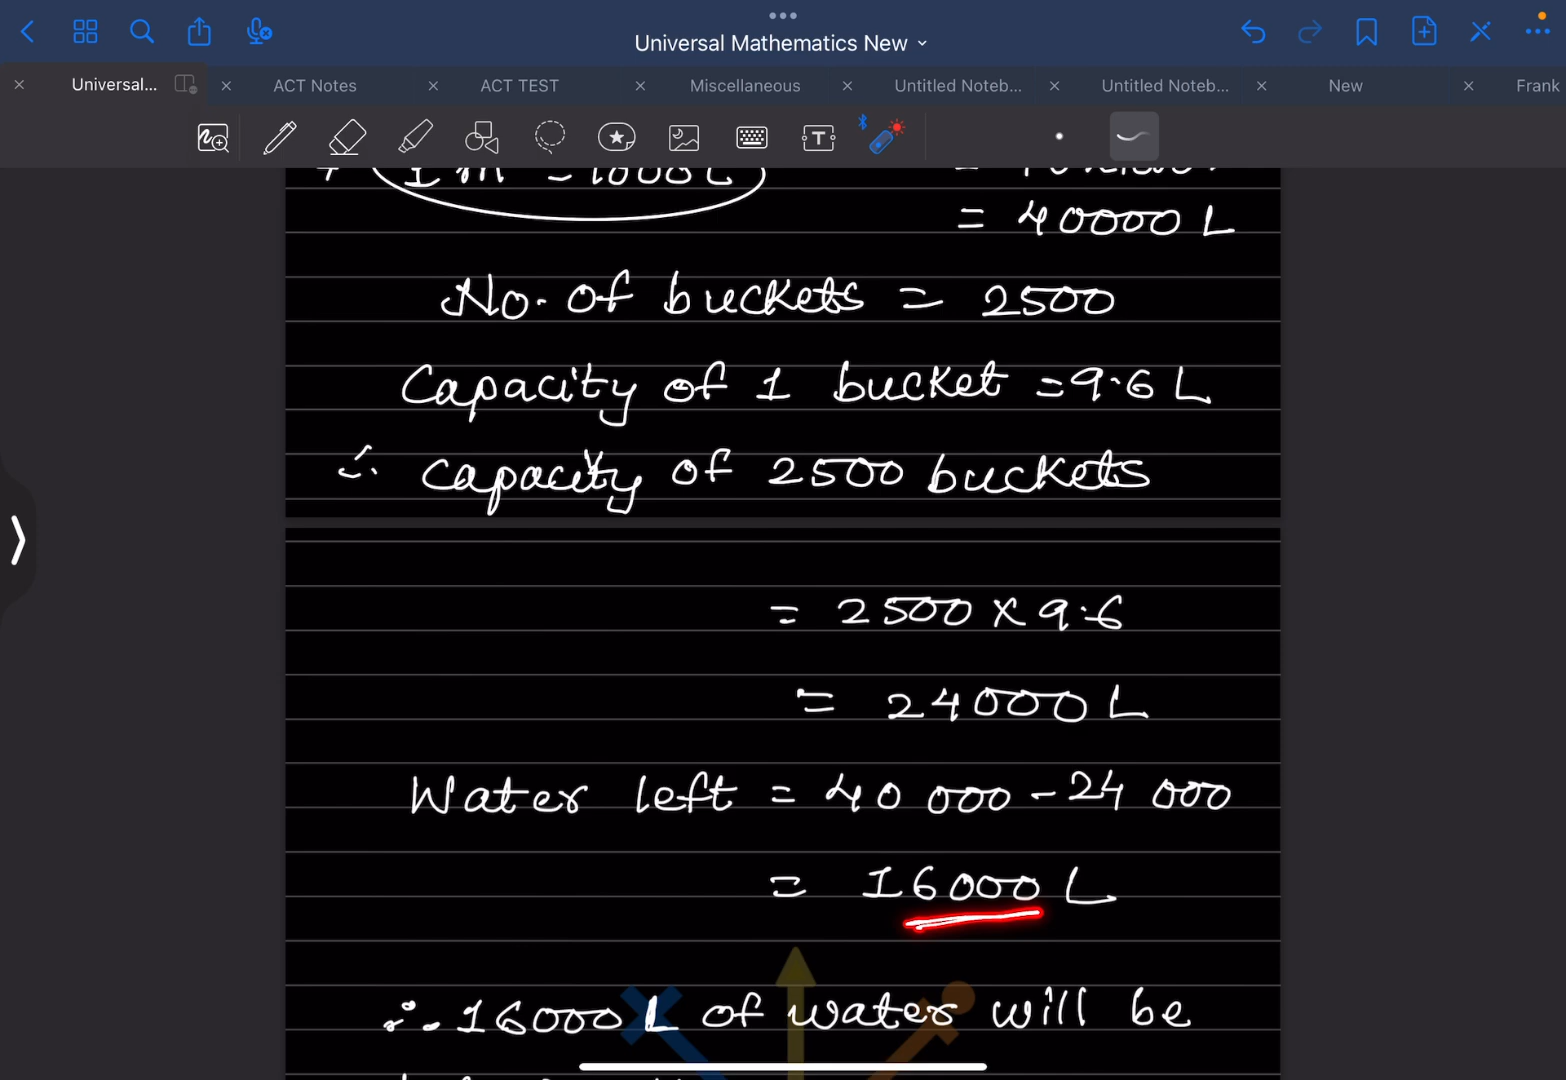 Universal Mathematics New
Universal...
ACT Notes
ACT TEST
Miscellaneous
Untitled Noteb...
Untitled Noteb...
New
Frank
= 1000 L
= 40000 L
No. of buckets = 2500
Capacity of 1 bucket = 9.6 L
∴ capacity of 2500 buckets
= 2500 × 9.6
= 24000 L
Water left = 40 000 - 24 000
= 16000 L
∴ 16000 L of water will be